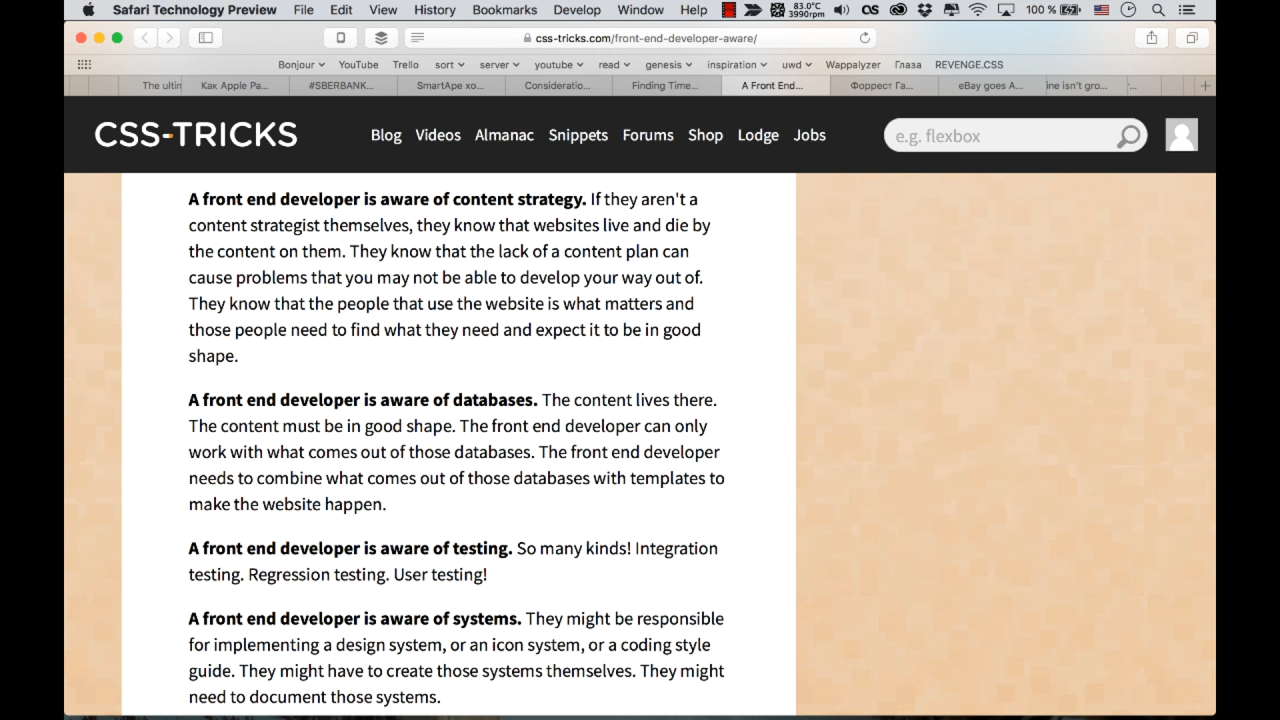 Safari Technology Preview File Edit View History Bookmarks Develop Window Help 83.0°C 3990rpm 100 %
css-tricks.com/front-end-developer-aware/
Bonjour YouTube Trello sort server youtube read genesis inspiration uwd Wappalyzer Глаза REVENGE.CSS
The ultin Как Apple Pa... #SBERBANK... SmartApe xo... Consideratio... Finding Time... A Front End... Форрест Га... eBay goes A... ine isn't gro...
CSS-TRICKS Blog Videos Almanac Snippets Forums Shop Lodge Jobs e.g. flexbox
A front end developer is aware of content strategy. If they aren't a
content strategist themselves, they know that websites live and die by
the content on them. They know that the lack of a content plan can
cause problems that you may not be able to develop your way out of.
They know that the people that use the website is what matters and
those people need to find what they need and expect it to be in good
shape.
A front end developer is aware of databases. The content lives there.
The content must be in good shape. The front end developer can only
work with what comes out of those databases. The front end developer
needs to combine what comes out of those databases with templates to
make the website happen.
A front end developer is aware of testing. So many kinds! Integration
testing. Regression testing. User testing!
A front end developer is aware of systems. They might be responsible
for implementing a design system, or an icon system, or a coding style
guide. They might have to create those systems themselves. They might
need to document those systems.